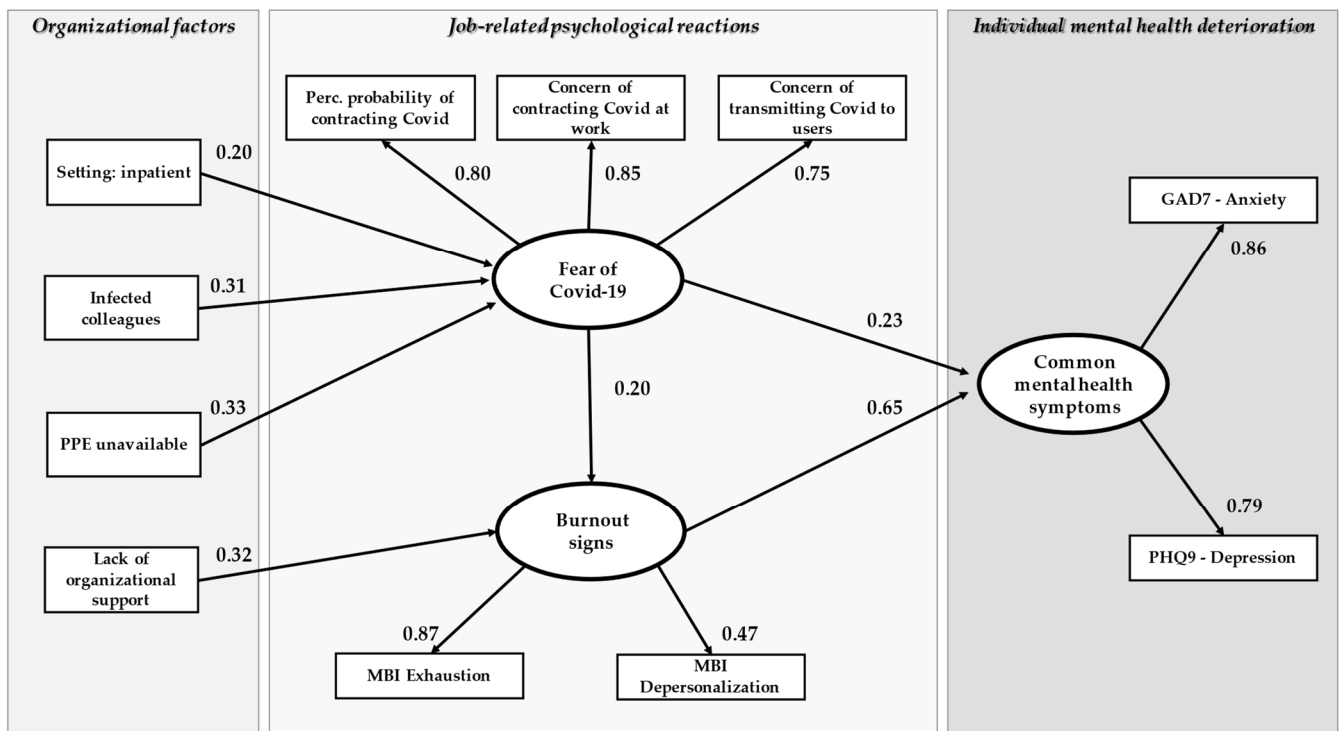 Organizational factors
Job-related psychological reactions
Individual mental health deterioration
Perc. probability of
contracting Covid
Concern of
contracting Covid at
work
Concern of
transmitting Covid to
users
0.20
Setting: inpatient
0.80
0.85
0.75
GAD7 - Anxiety
0.86
Fear of
Covid-19
0.31
Infected
colleagues
0.23
Common
mental health
symptoms
0.33
PPE unavailable
0.20
0.65
0.79
PHQ9 - Depression
Burnout
signs
0.32
Lack of
organizational
support
0.87
0.47
MBI Exhaustion
MBI
Depersonalization